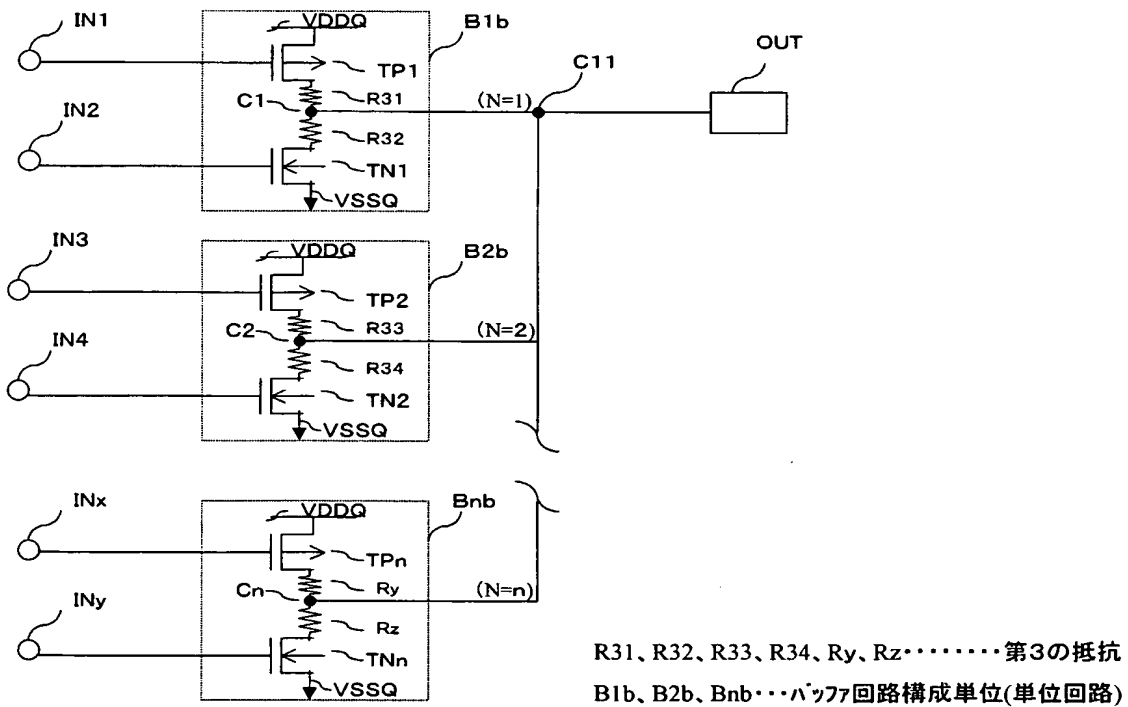 IN1
VDDQ
B1b
TP1
C1
R31
(N=1)
C11
OUT
IN2
R32
TN1
VSSQ
IN3
VDDQ
B2b
TP2
C2
R33
(N=2)
IN4
R34
TN2
VSSQ
INx
VDDQ
Bnb
TPn
Cn
Ry
(N=n)
INy
Rz
TNn
VSSQ
R31、R32、R33、R34、Ry、Rz・・・・・・・・第3の抵抗
B1b、B2b、Bnb・・・バッファ回路構成単位(単位回路)